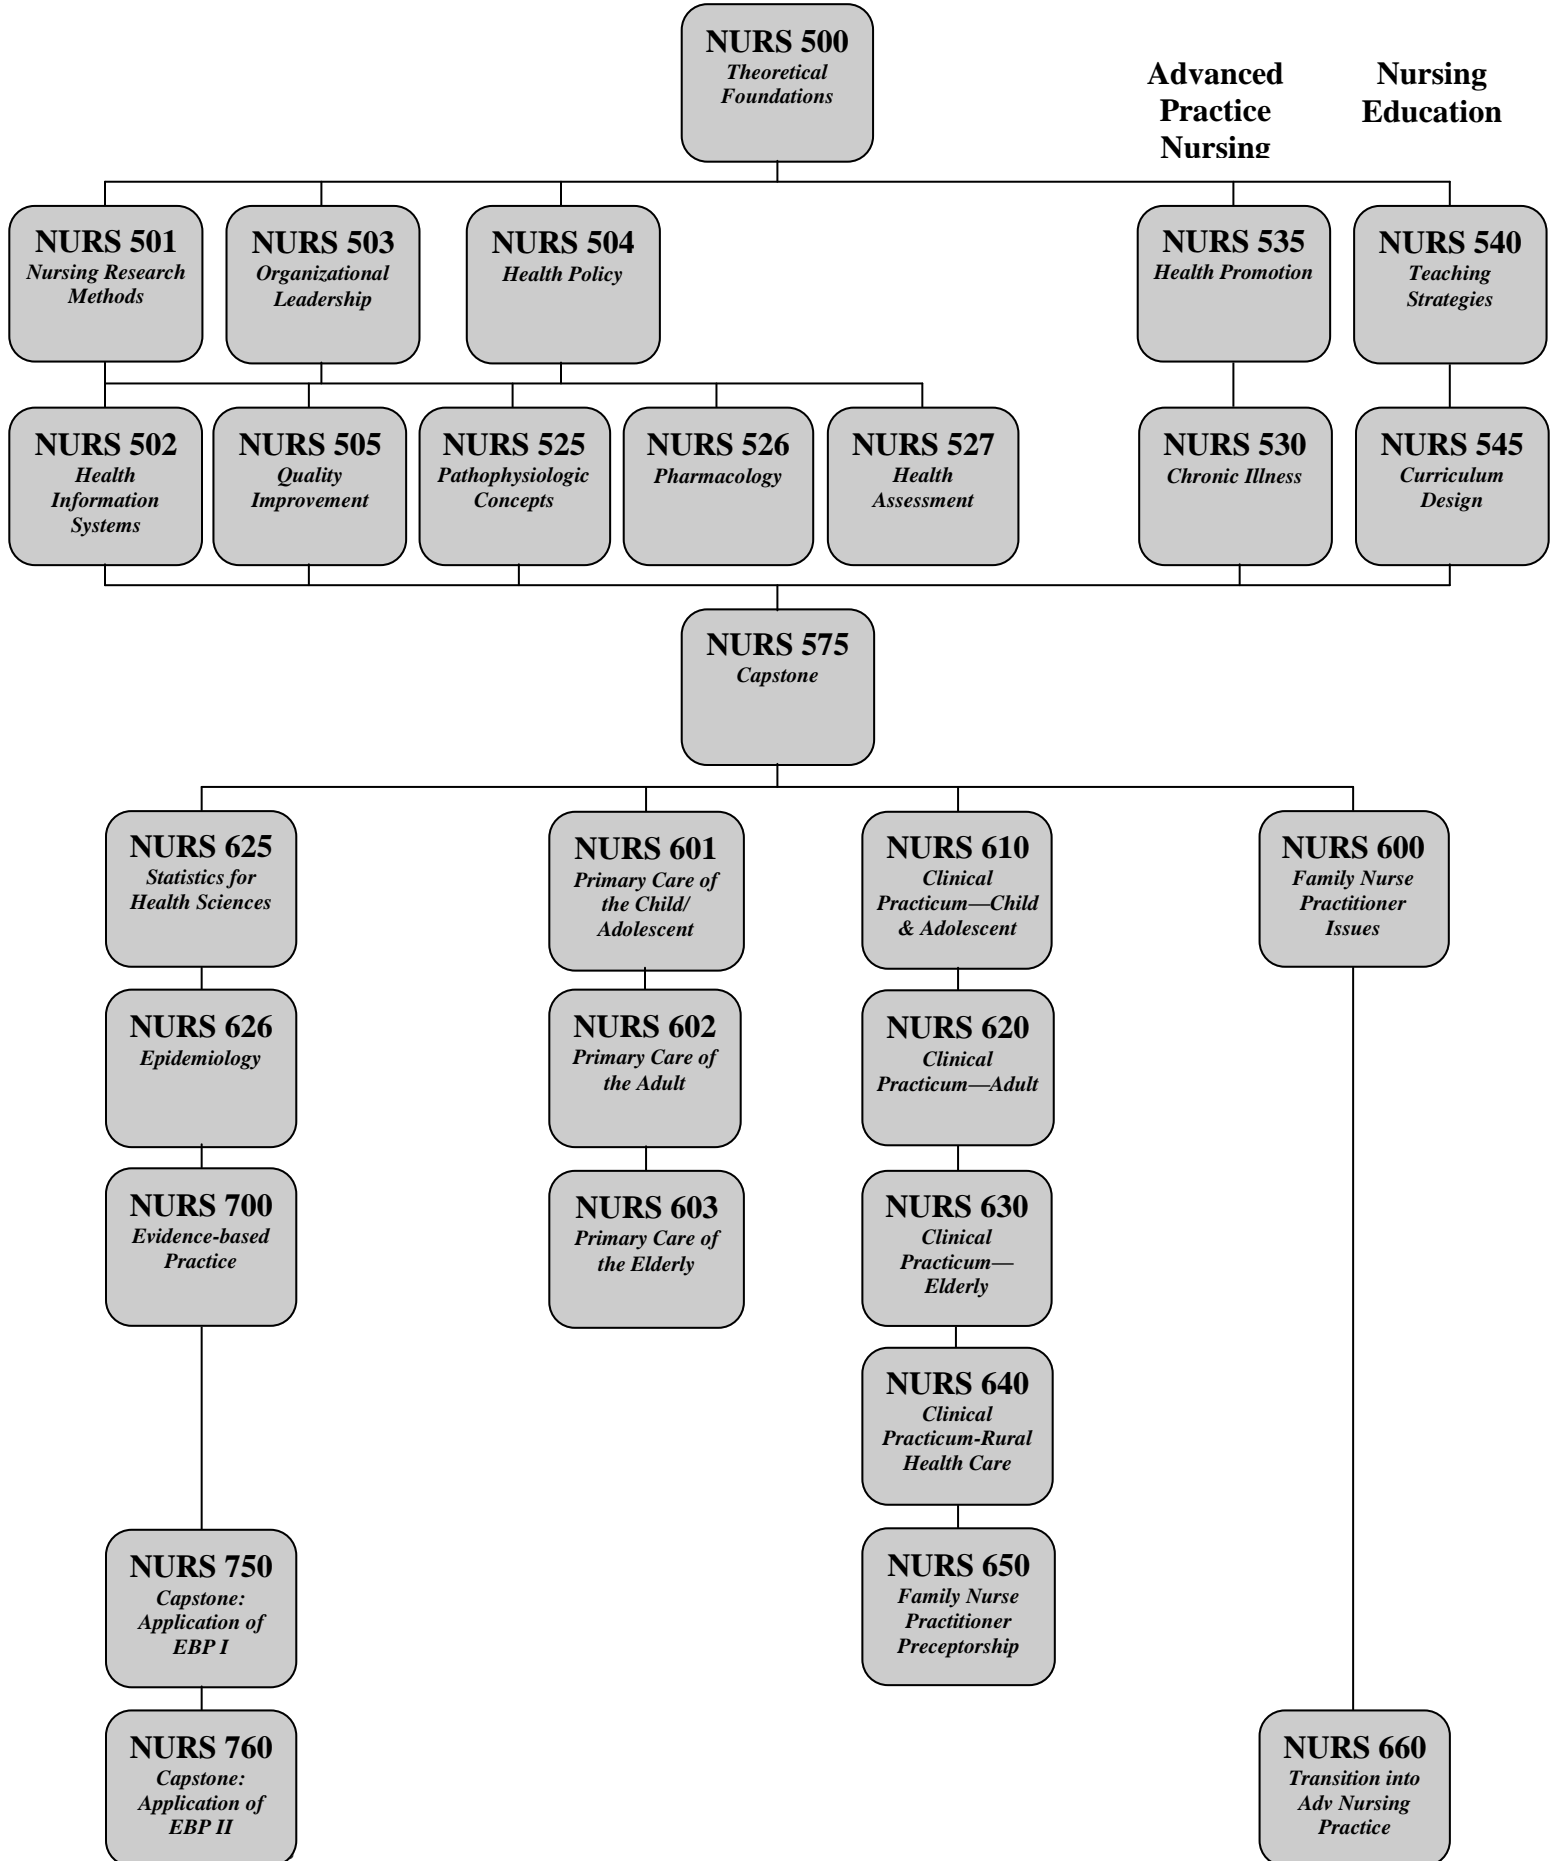 NURS 500
Theoretical
Foundations
Advanced
Practice
Nursing
Nursing
Education
NURS 501
Nursing Research
Methods
NURS 503
Organizational
Leadership
NURS 504
Health Policy
NURS 535
Health Promotion
NURS 540
Teaching
Strategies
NURS 502
Health
Information
Systems
NURS 505
Quality
Improvement
NURS 525
Pathophysiologic
Concepts
NURS 526
Pharmacology
NURS 527
Health
Assessment
NURS 530
Chronic Illness
NURS 545
Curriculum
Design
NURS 575
Capstone
NURS 625
Statistics for
Health Sciences
NURS 601
Primary Care of
the Child/
Adolescent
NURS 610
Clinical
Practicum—Child
& Adolescent
NURS 600
Family Nurse
Practitioner
Issues
NURS 626
Epidemiology
NURS 602
Primary Care of
the Adult
NURS 620
Clinical
Practicum—Adult
NURS 700
Evidence-based
Practice
NURS 603
Primary Care of
the Elderly
NURS 630
Clinical
Practicum—
Elderly
NURS 640
Clinical
Practicum-Rural
Health Care
NURS 750
Capstone:
Application of
EBP I
NURS 650
Family Nurse
Practitioner
Preceptorship
NURS 760
Capstone:
Application of
EBP II
NURS 660
Transition into
Adv Nursing
Practice